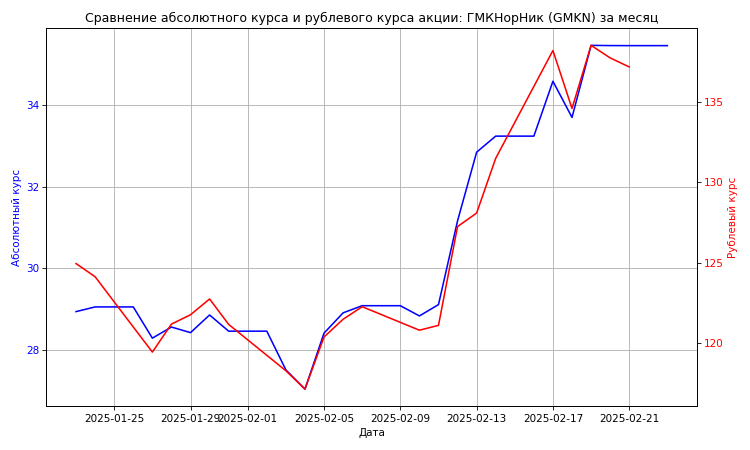 Сравнение абсолютного курса и рублевого курса акции: ГМКНорНик (GMKN) за месяц
34
32
30
28
Абсолютный курс
135
130
125
120
Рублевый курс
2025-01-25 2025-01-29 2025-02-01 2025-02-05 2025-02-09 2025-02-13 2025-02-17 2025-02-21
Дата